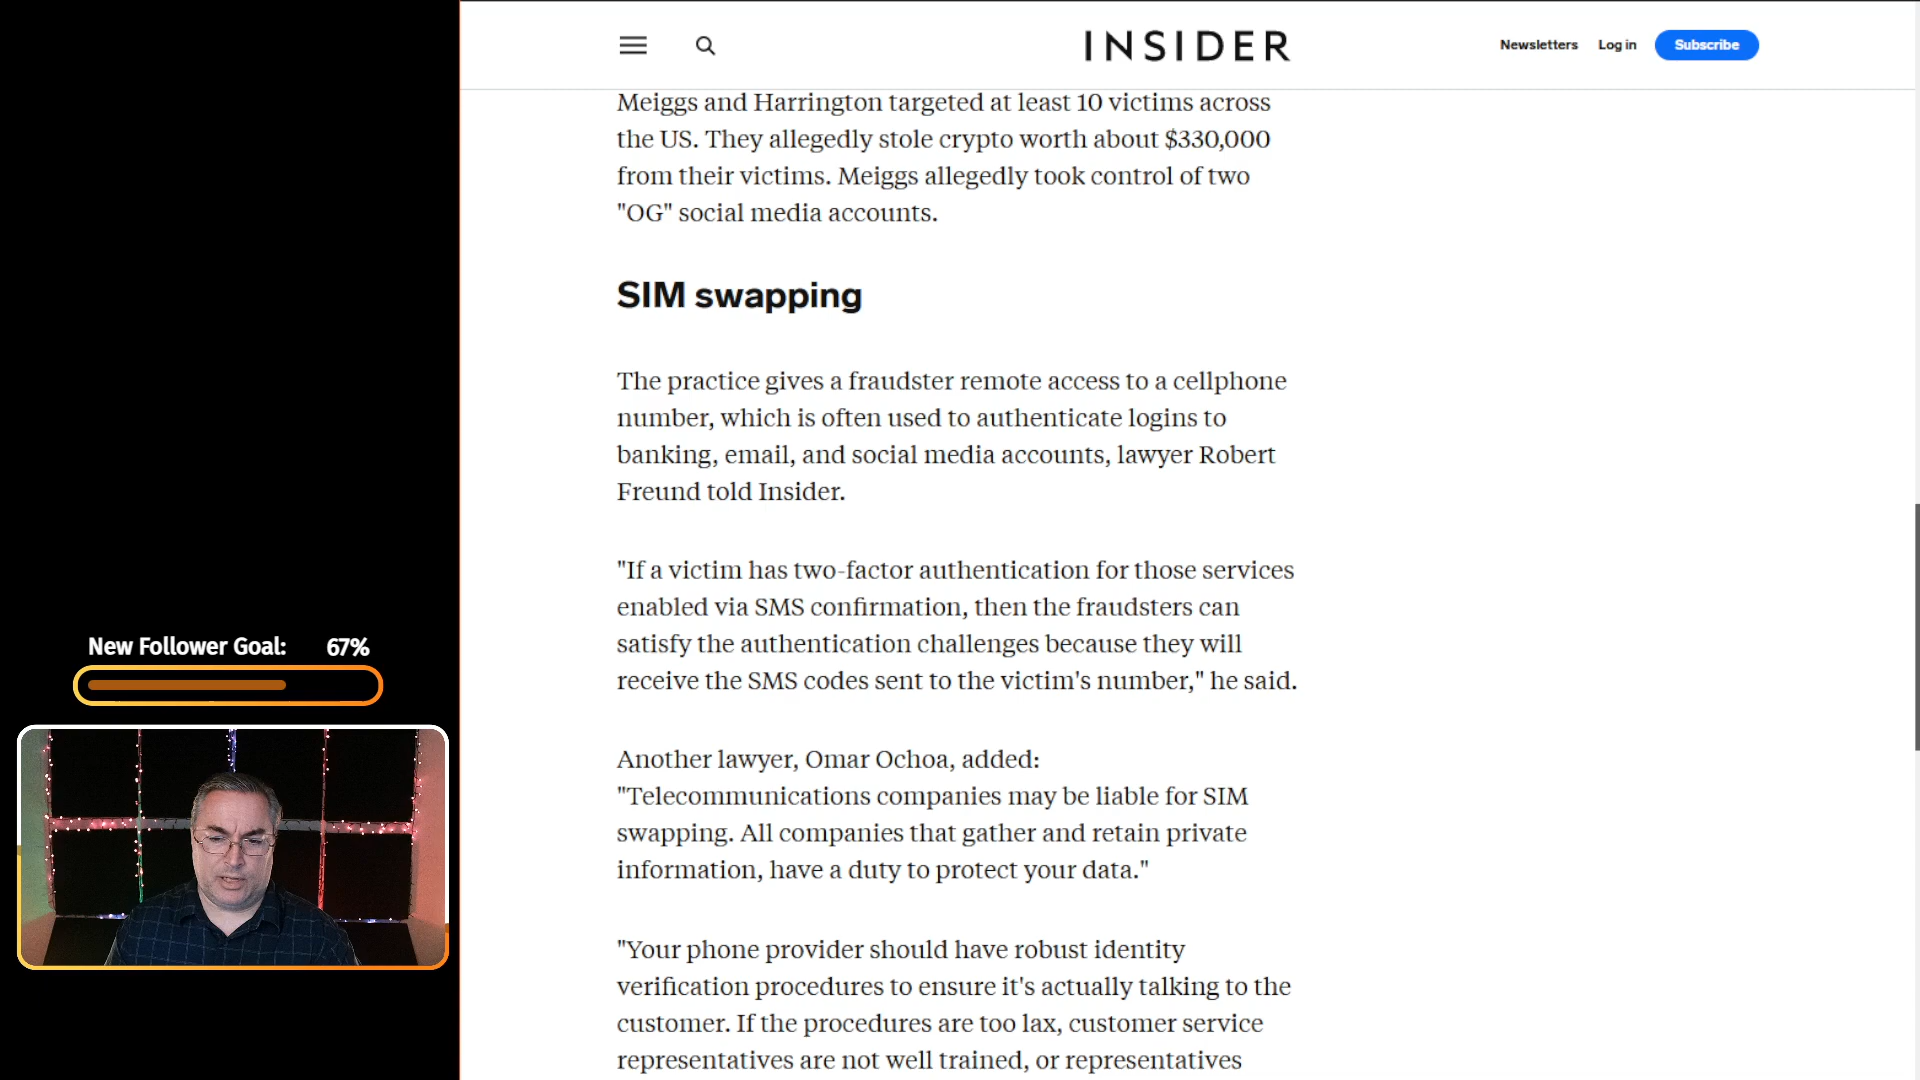 INSIDER
Newsletters Log in Subscribe
Meiggs and Harrington targeted at least 10 victims across
the US. They allegedly stole crypto worth about $330,000
from their victims. Meiggs allegedly took control of two
"OG" social media accounts.
SIM swapping
The practice gives a fraudster remote access to a cellphone
number, which is often used to authenticate logins to
banking, email, and social media accounts, lawyer Robert
Freund told Insider.
"If a victim has two-factor authentication for those services
enabled via SMS confirmation, then the fraudsters can
satisfy the authentication challenges because they will
receive the SMS codes sent to the victim's number," he said.
Another lawyer, Omar Ochoa, added:
"Telecommunications companies may be liable for SIM
swapping. All companies that gather and retain private
information, have a duty to protect your data."
"Your phone provider should have robust identity
verification procedures to ensure it's actually talking to the
customer. If the procedures are too lax, customer service
representatives are not well trained, or representatives
New Follower Goal: 67%